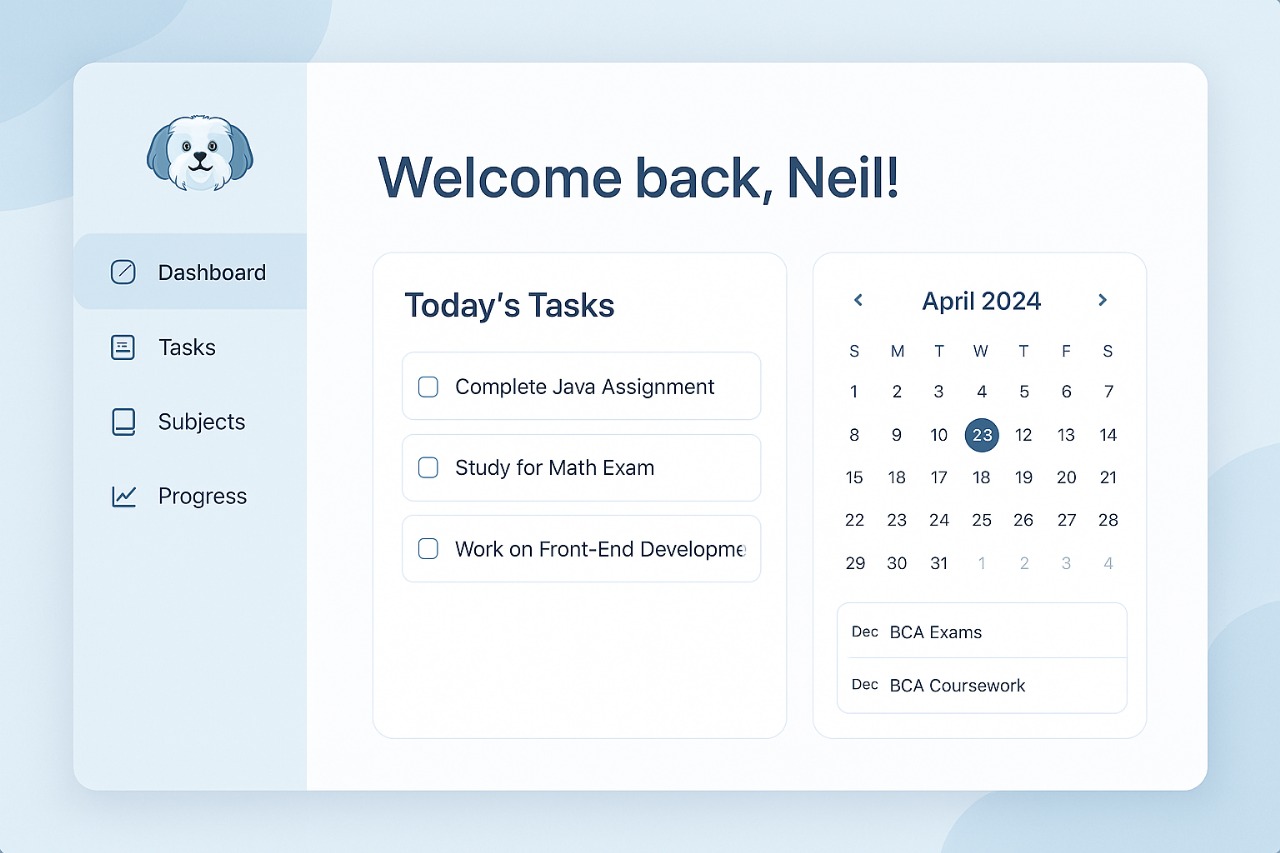 Welcome back, Neil!
Dashboard
Tasks
Subjects
Progress
Today's Tasks
Complete Java Assignment
Study for Math Exam
Work on Front-End Developme
April 2024
S M T W T F S
1 2 3 4 5 6 7
8 9 10 23 12 13 14
15 18 17 18 19 20 21
22 23 24 25 26 27 28
29 30 31 1 2 3 4
Dec BCA Exams
Dec BCA Coursework